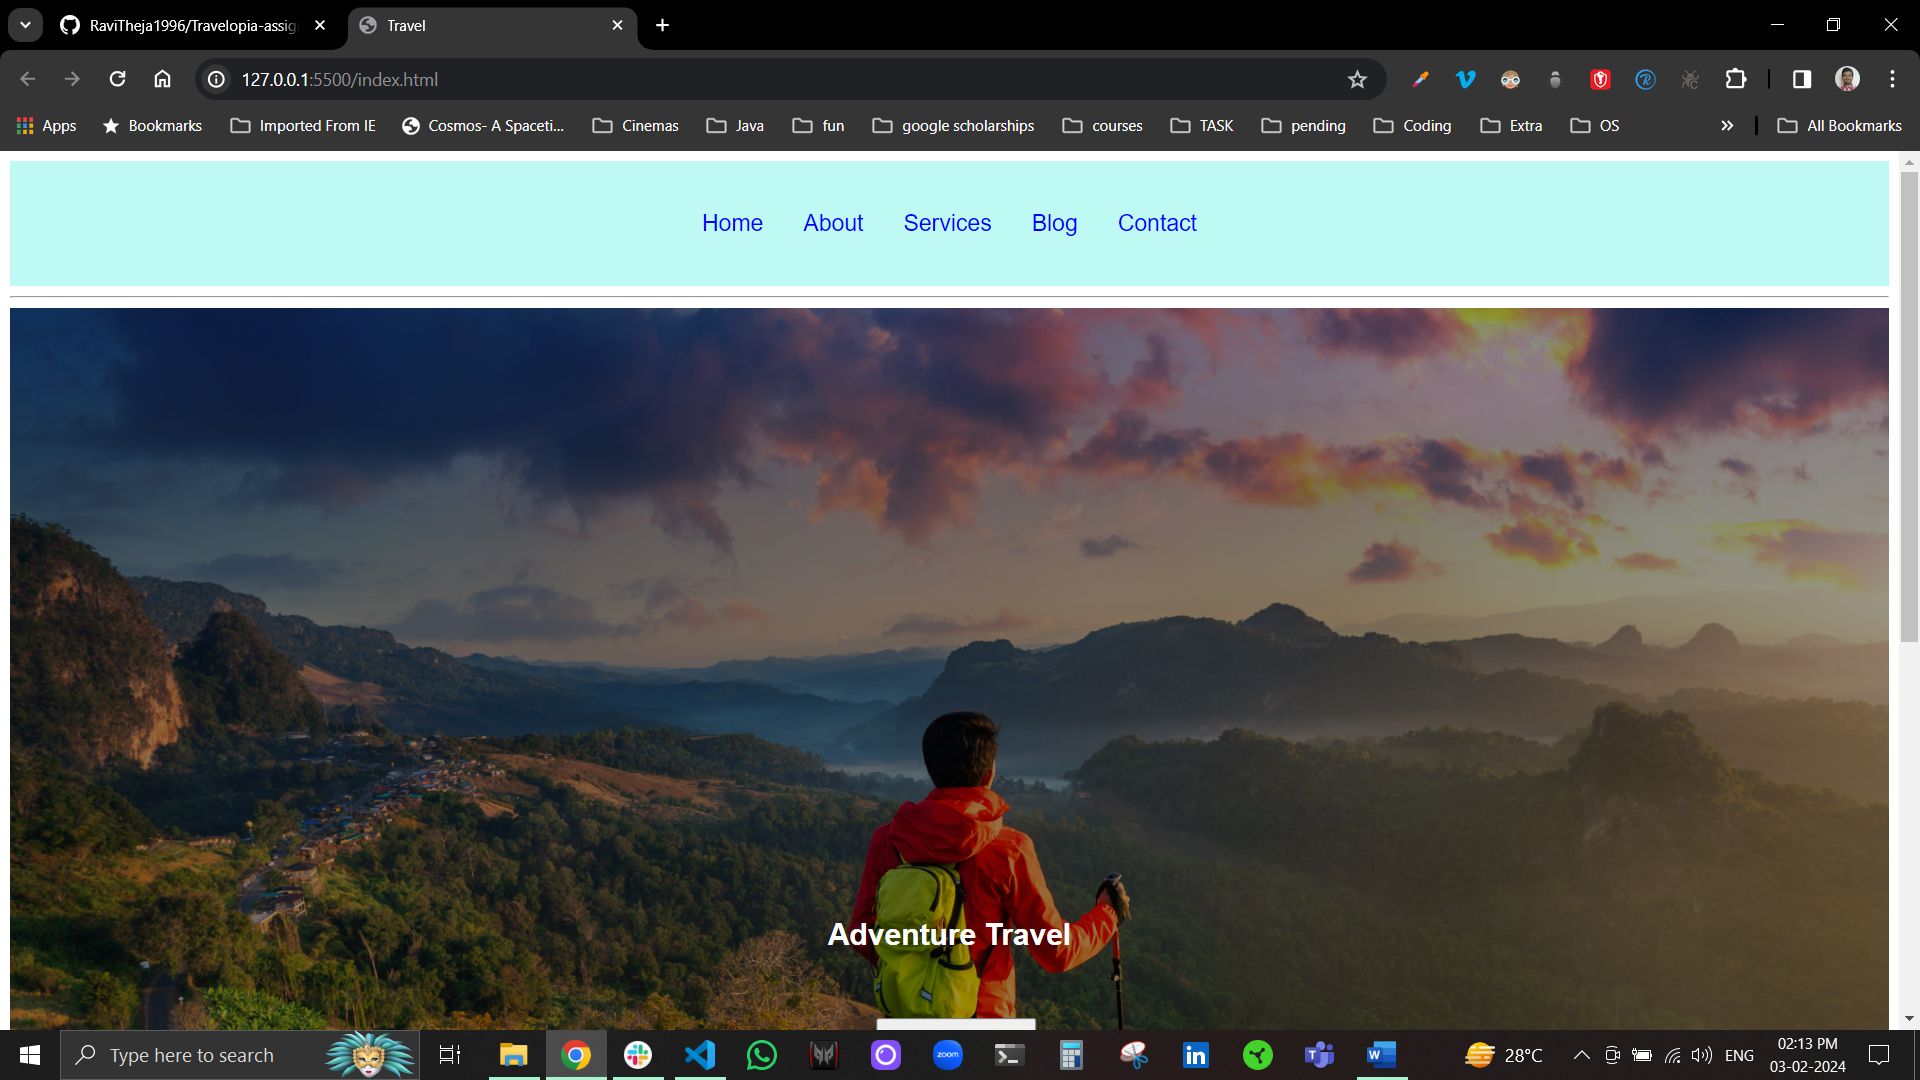 RaviTheja1996/Travelopia-assig
Travel
127.0.0.1:5500/index.html
Apps Bookmarks Imported From IE Cosmos- A Spaceti... Cinemas Java fun google scholarships courses TASK pending Coding Extra OS All Bookmarks
Home About Services Blog Contact
Adventure Travel
Type here to search
zoom
28°C
ENG
02:13 PM
03-02-2024